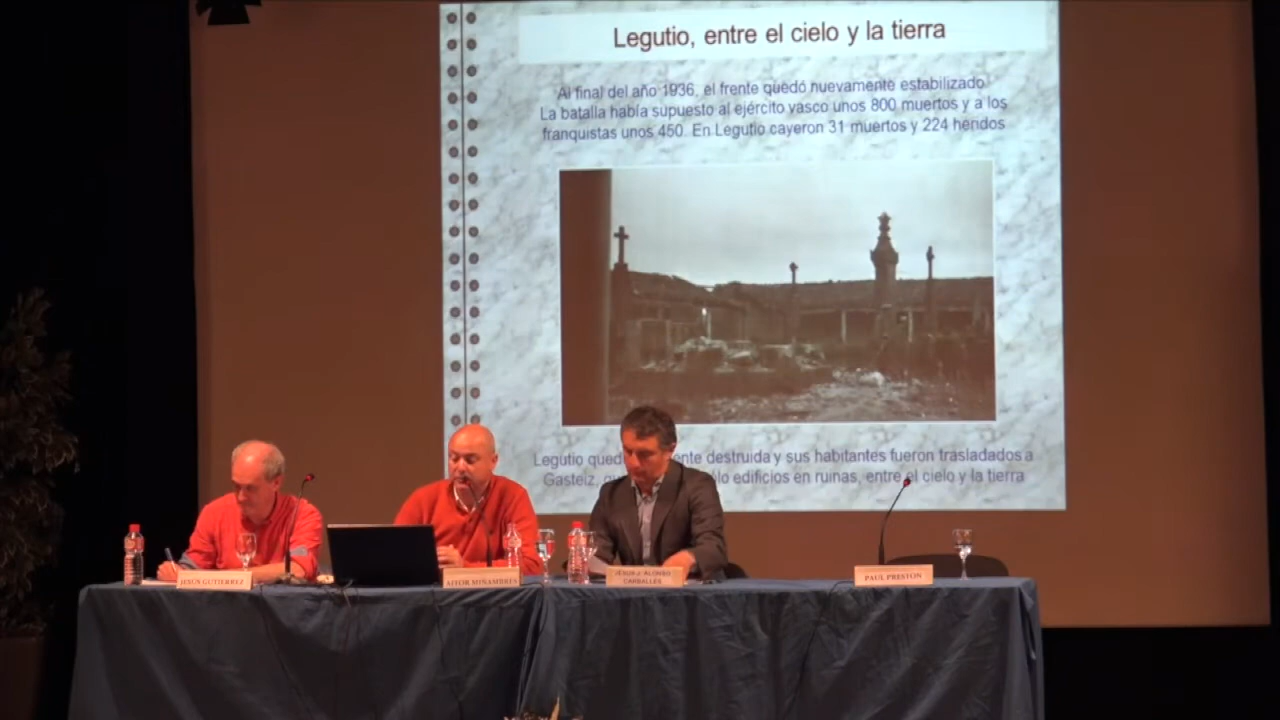 Legutio, entre el cielo y la tierra
Al final del año 1936, el frente quedó nuevamente estabilizado
La batalla había supuesto al ejército vasco unos 800 muertos y a los
franquistas unos 450. En Legutio cayeron 31 muertos y 224 heridos
Legutio ente destruida y sus habitantes fueron trasladados a
Gasteiz, edificios en ruinas, entre el cielo y la tierra
JESÚS GUTIERREZ
AITOR MIÑAMBRES
JESÚS J. ALONSO
CARBALLÉS
PAUL PRESTON